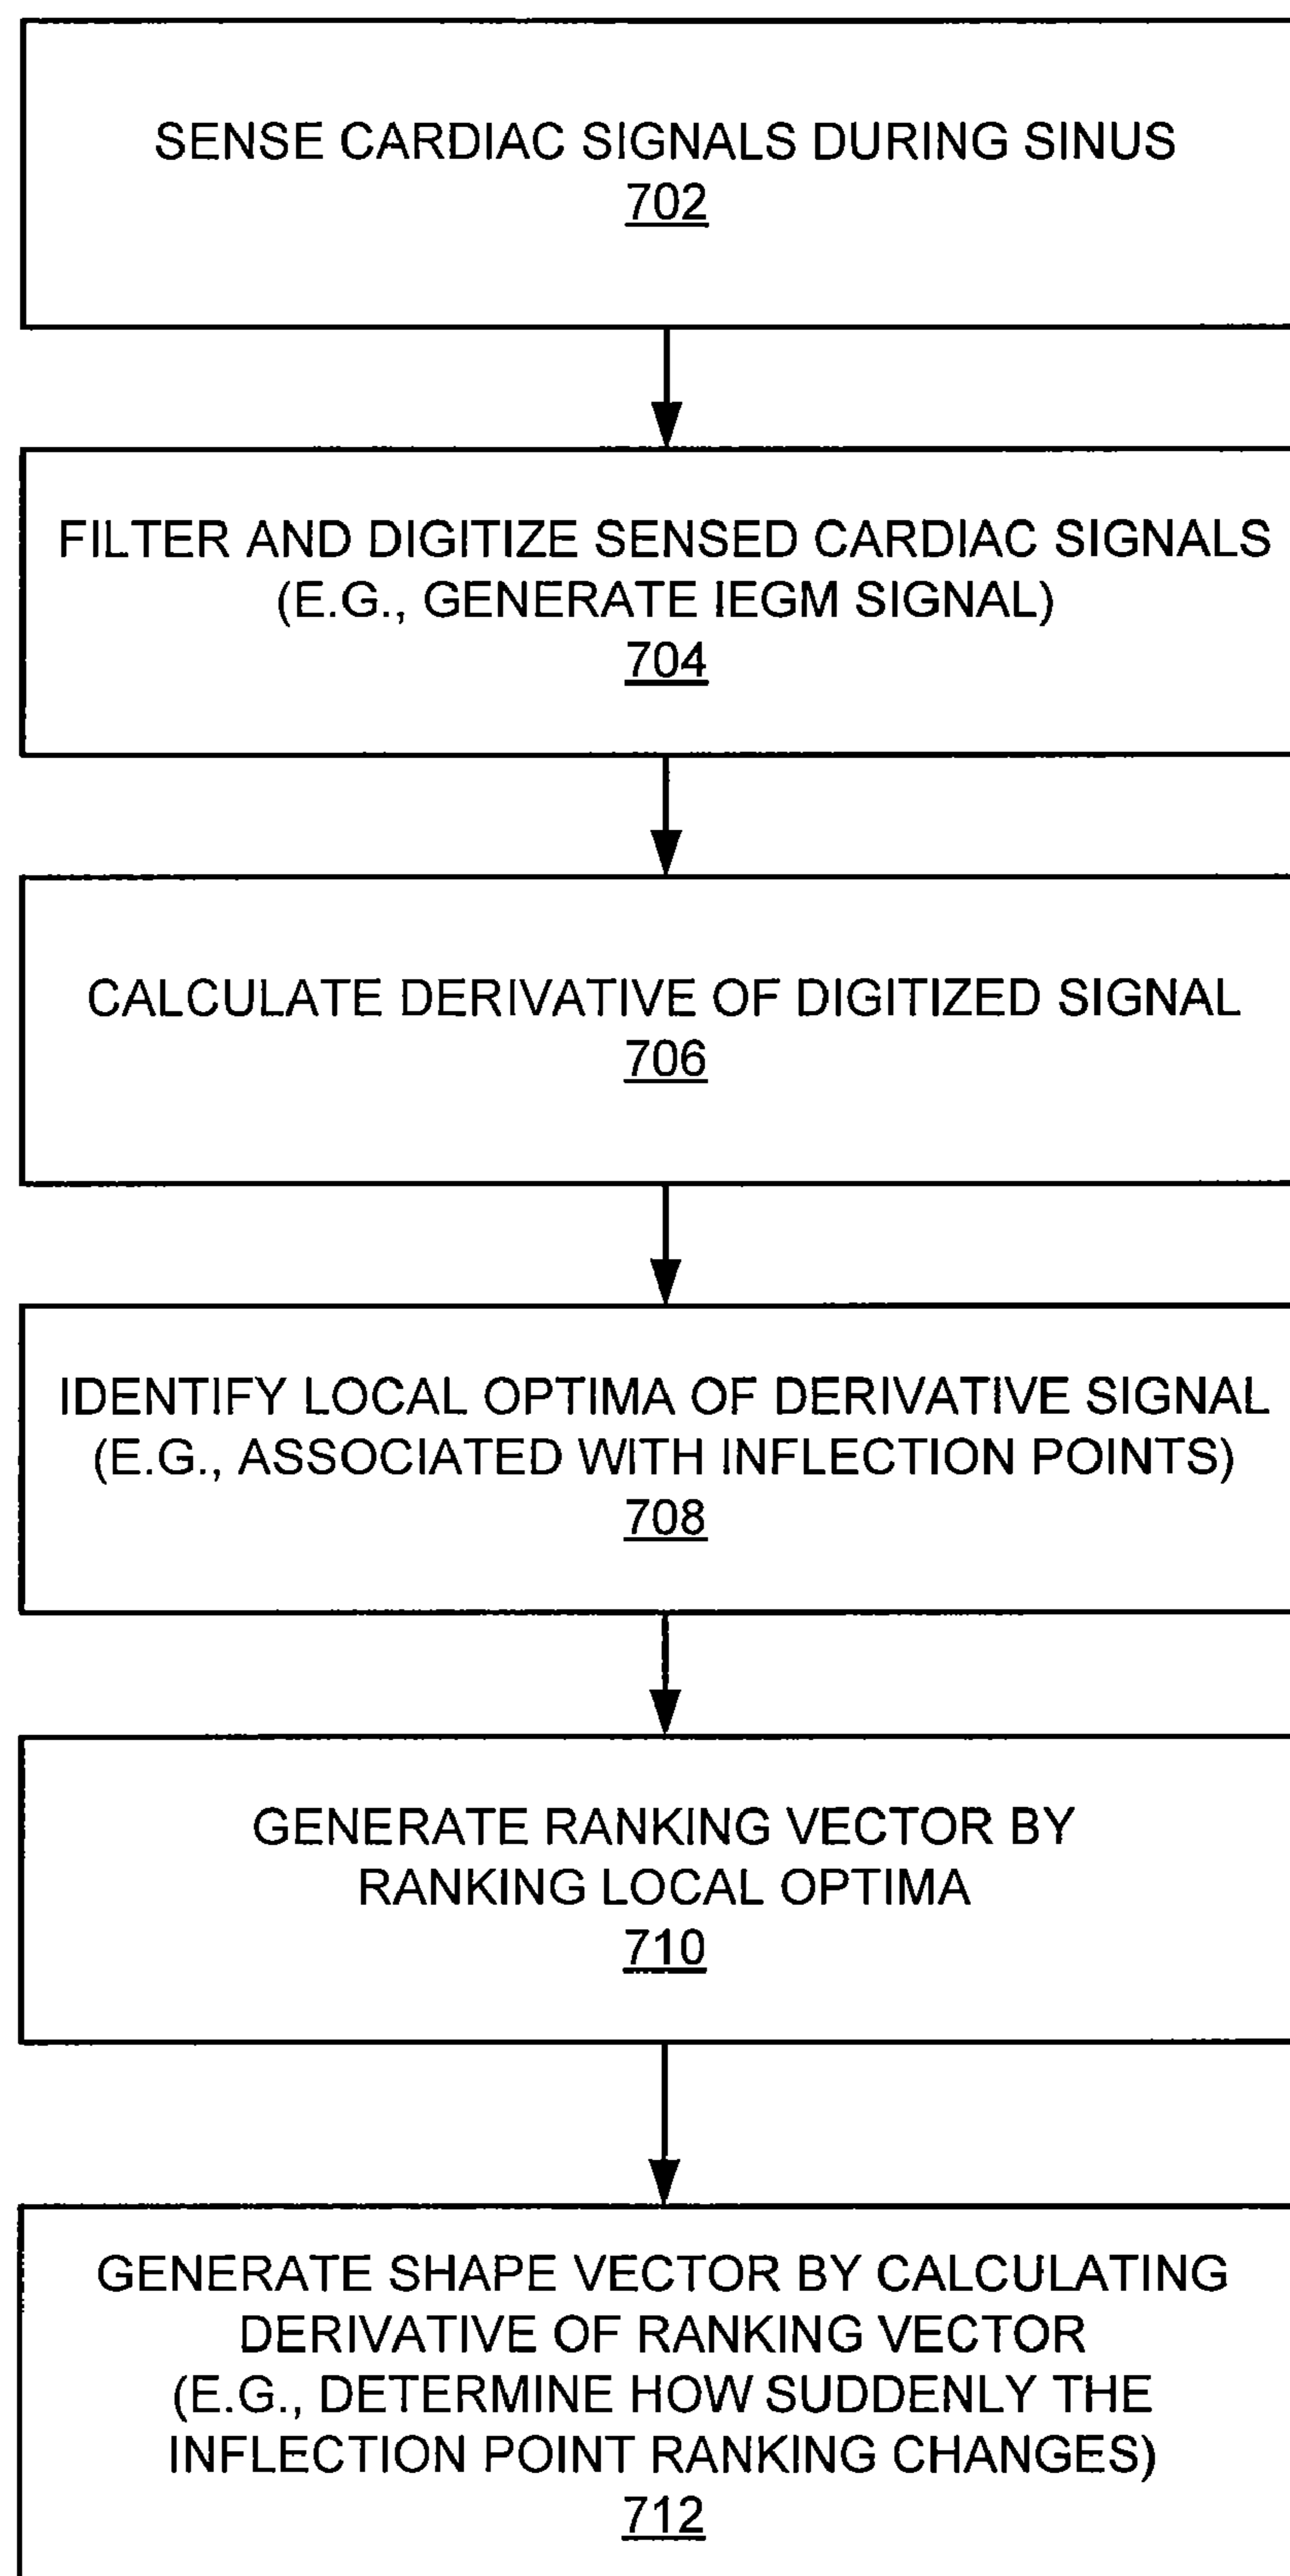 SENSE CARDIAC SIGNALS DURING SINUS
702
FILTER AND DIGITIZE SENSED CARDIAC SIGNALS
(E.G., GENERATE IEGM SIGNAL)
704
CALCULATE DERIVATIVE OF DIGITIZED SIGNAL
706
IDENTIFY LOCAL OPTIMA OF DERIVATIVE SIGNAL
(E.G., ASSOCIATED WITH INFLECTION POINTS)
708
GENERATE RANKING VECTOR BY
RANKING LOCAL OPTIMA
710
GENERATE SHAPE VECTOR BY CALCULATING
DERIVATIVE OF RANKING VECTOR
(E.G., DETERMINE HOW SUDDENLY THE
INFLECTION POINT RANKING CHANGES)
712